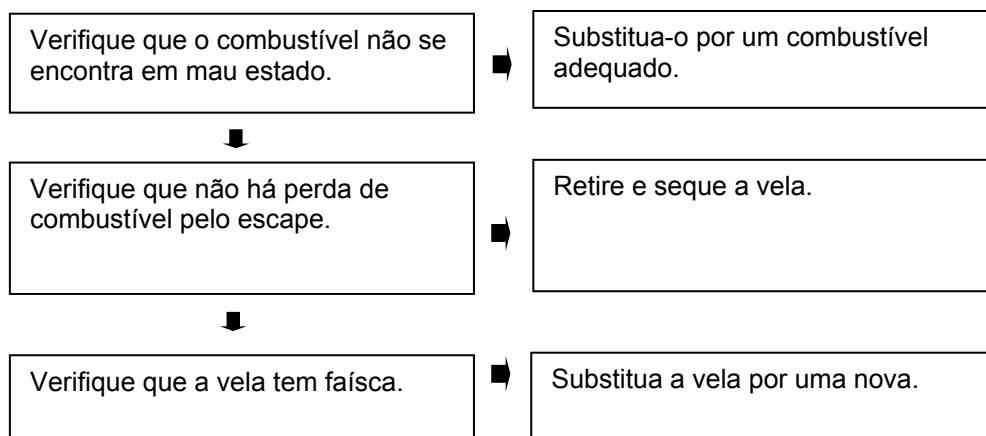 Verifique que o combustível não se
encontra em mau estado.
Substitua-o por um combustível
adequado.
Verifique que não há perda de
combustível pelo escape.
Retire e seque a vela.
Verifique que a vela tem faísca.
Substitua a vela por uma nova.